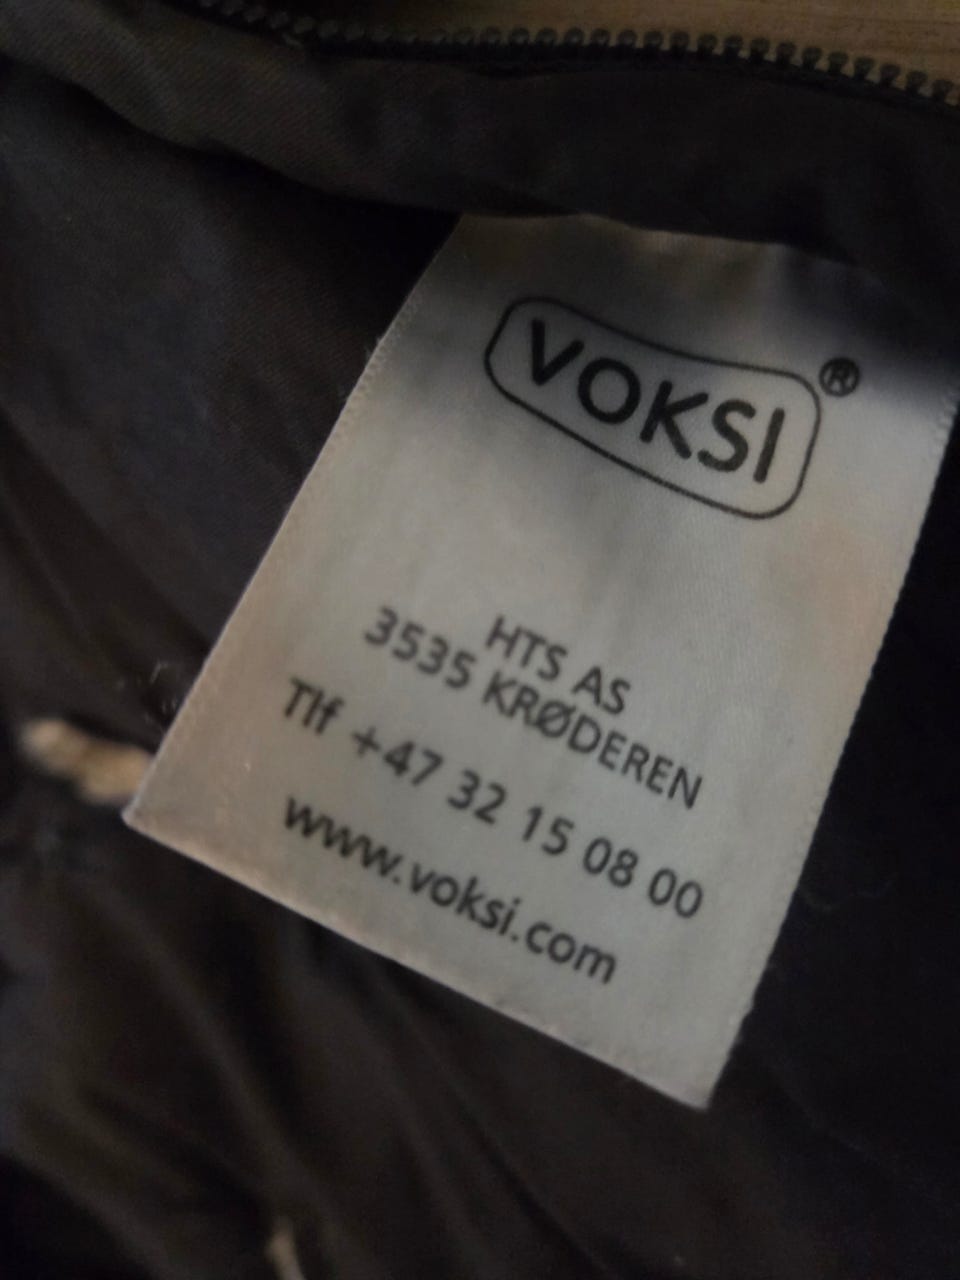 VOKSI®
HTS AS
3535 KRØDEREN
Tlf +47 32 15 08 00
www.voksi.com